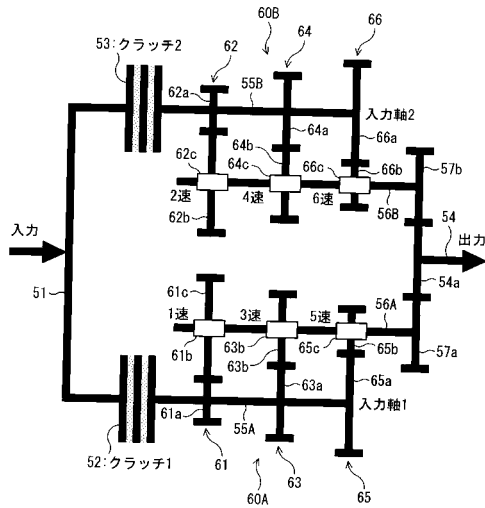 60B
53:クラッチ2
62
64
66
62a
55B
入力軸2
64a
66a
64b
62c
64c
66c
66b
57b
2速
4速
6速
62b
56B
54
入力
出力
51
61c
54a
1速
3速
5速
56A
61b
63b
65c
65b
63b
57a
63a
65a
61a
55A
入力軸1
52:クラッチ1
61
63
65
60A